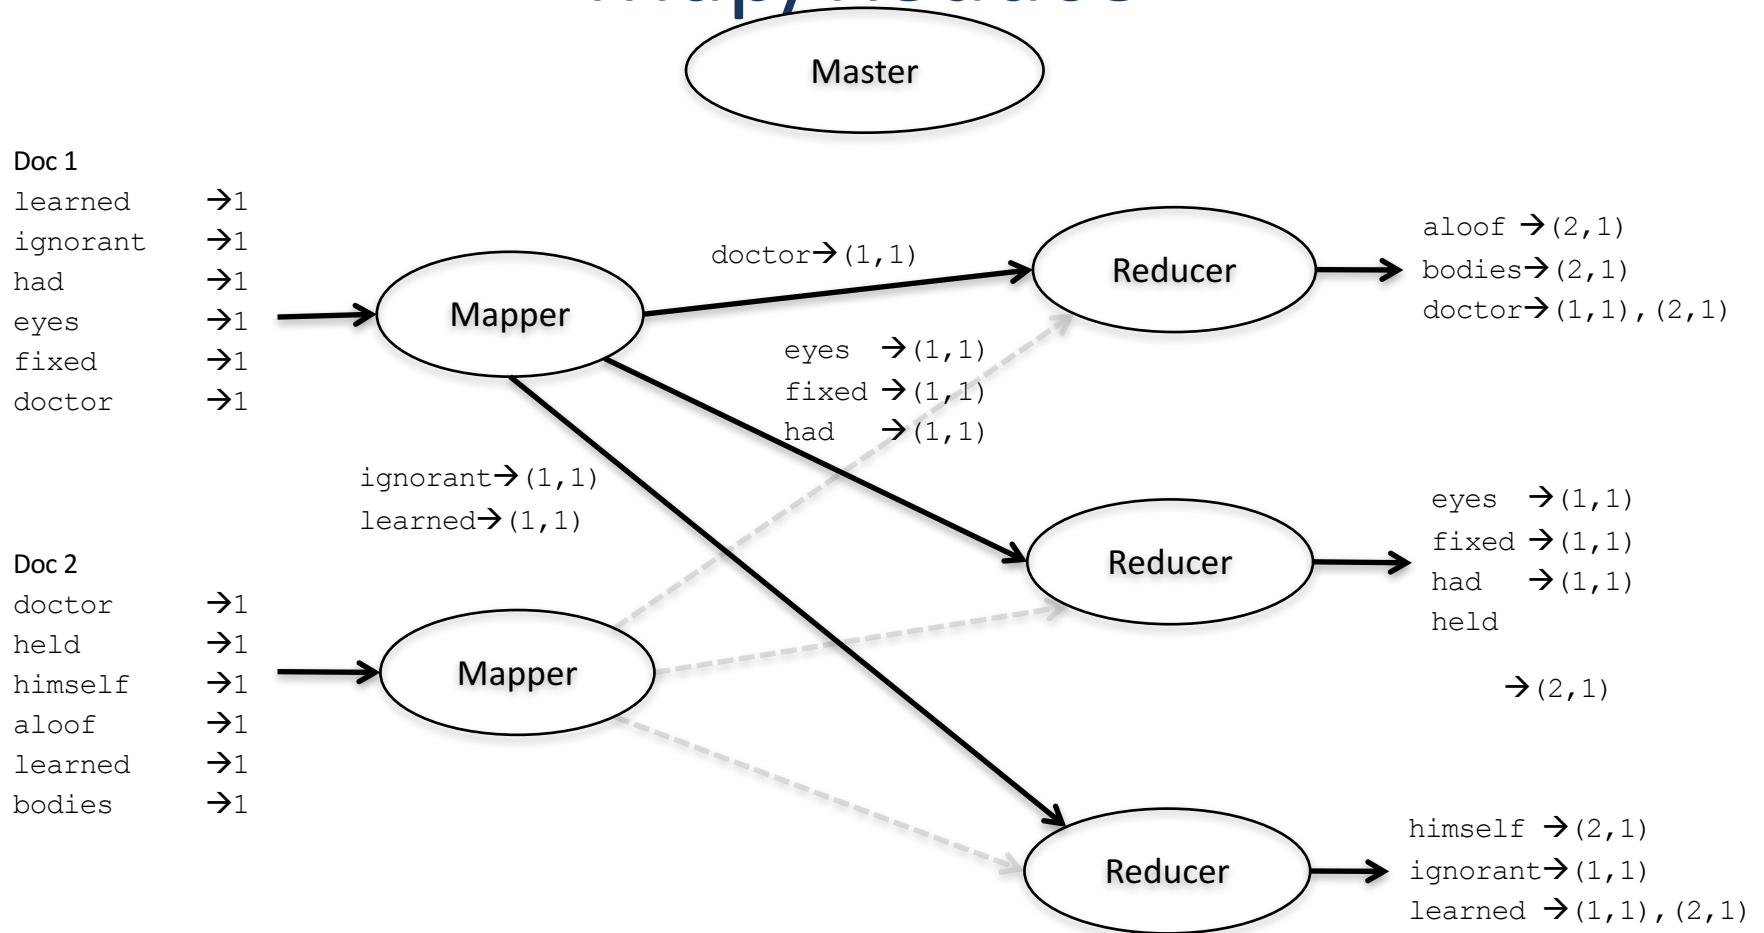 Master
Doc 1
learned →1
ignorant →1
had →1
eyes →1
fixed →1
doctor →1
Mapper
doctor→(1,1)
eyes →(1,1)
fixed →(1,1)
had →(1,1)
ignorant→(1,1)
learned→(1,1)
Reducer
aloof →(2,1)
bodies→(2,1)
doctor→(1,1),(2,1)
Doc 2
doctor →1
held →1
himself →1
aloof →1
learned →1
bodies →1
Mapper
Reducer
eyes →(1,1)
fixed →(1,1)
had →(1,1)
held
→(2,1)
Reducer
himself →(2,1)
ignorant→(1,1)
learned →(1,1),(2,1)